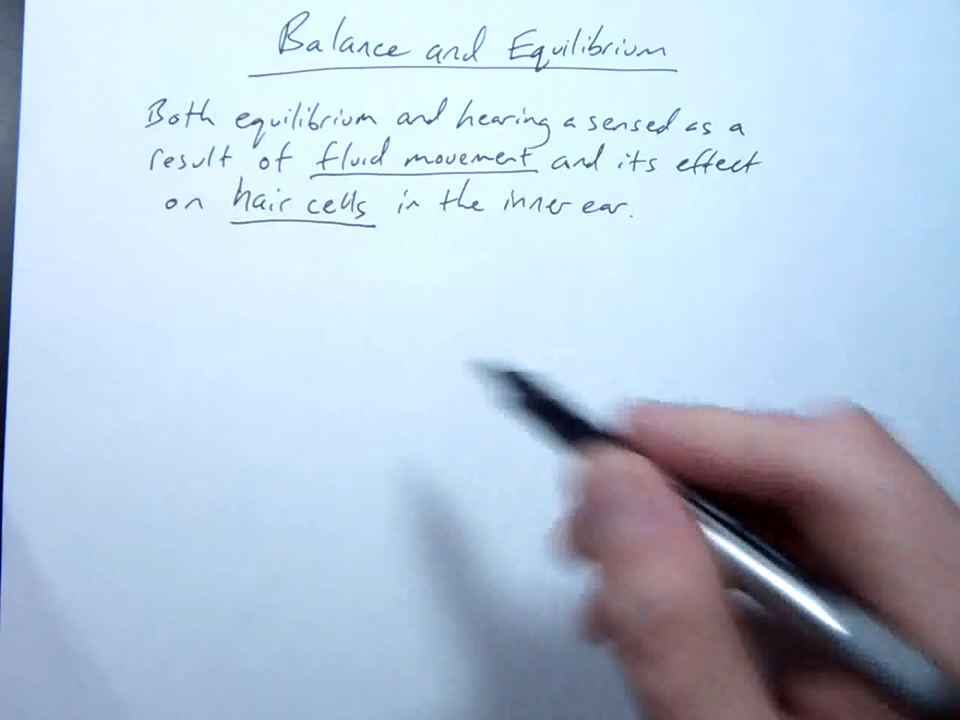 Balance and Equilibrium
Both equilibrium and hearing a sensed as a
result of fluid movement and its effect
on hair cells in the inner ear.